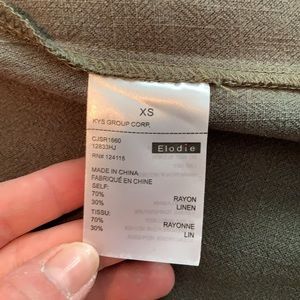 XS
KYS GROUP CORP.
CJSR1660
12833HJ
Elodie
RN# 124115
MADE IN CHINA
FABRIQUÉ EN CHINE
SELF:
70% RAYON
30% LINEN
TISSU:
70% RAYONNE
30% LIN